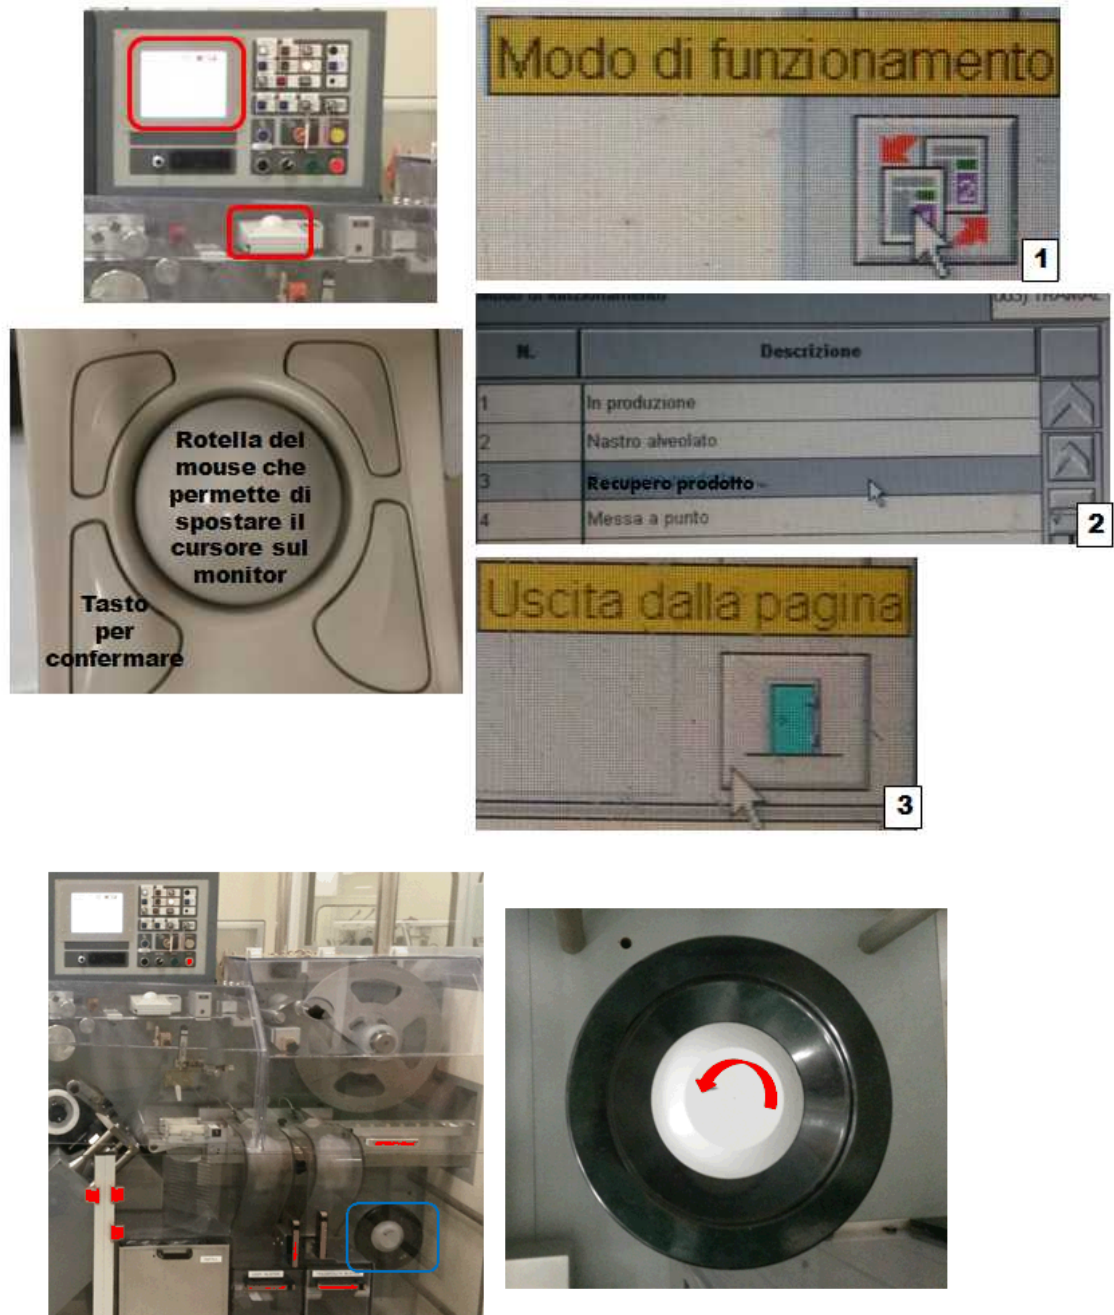 Modo di funzionamento
1
N.
Descrizione
1
In produzione
2
Nastro alveolato
3
Recupero prodotto
4
Messa a punto
2
Rotella del
mouse che
permette di
spostare il
cursore sul
monitor
Tasto
per
confermare
Uscita dalla pagina
3